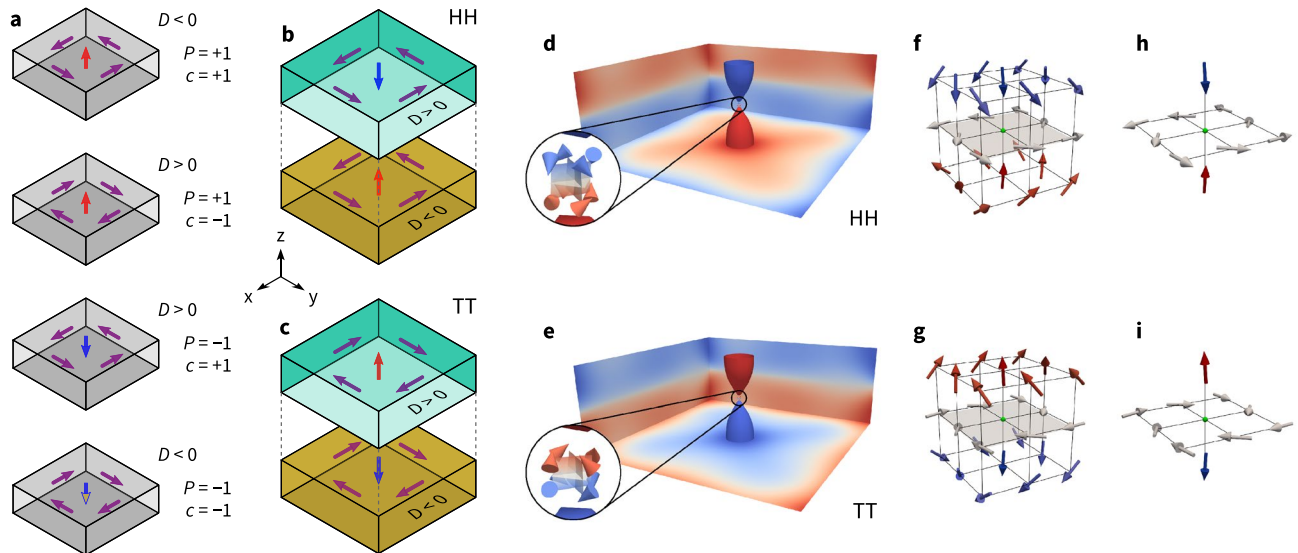 a
D < 0
P = +1
c = +1
D > 0
P = +1
c = −1
D > 0
P = −1
c = +1
D < 0
P = −1
c = −1
b
HH
D > 0
D < 0
z
x
y
c
TT
D > 0
D < 0
d
HH
e
TT
f
g
h
i